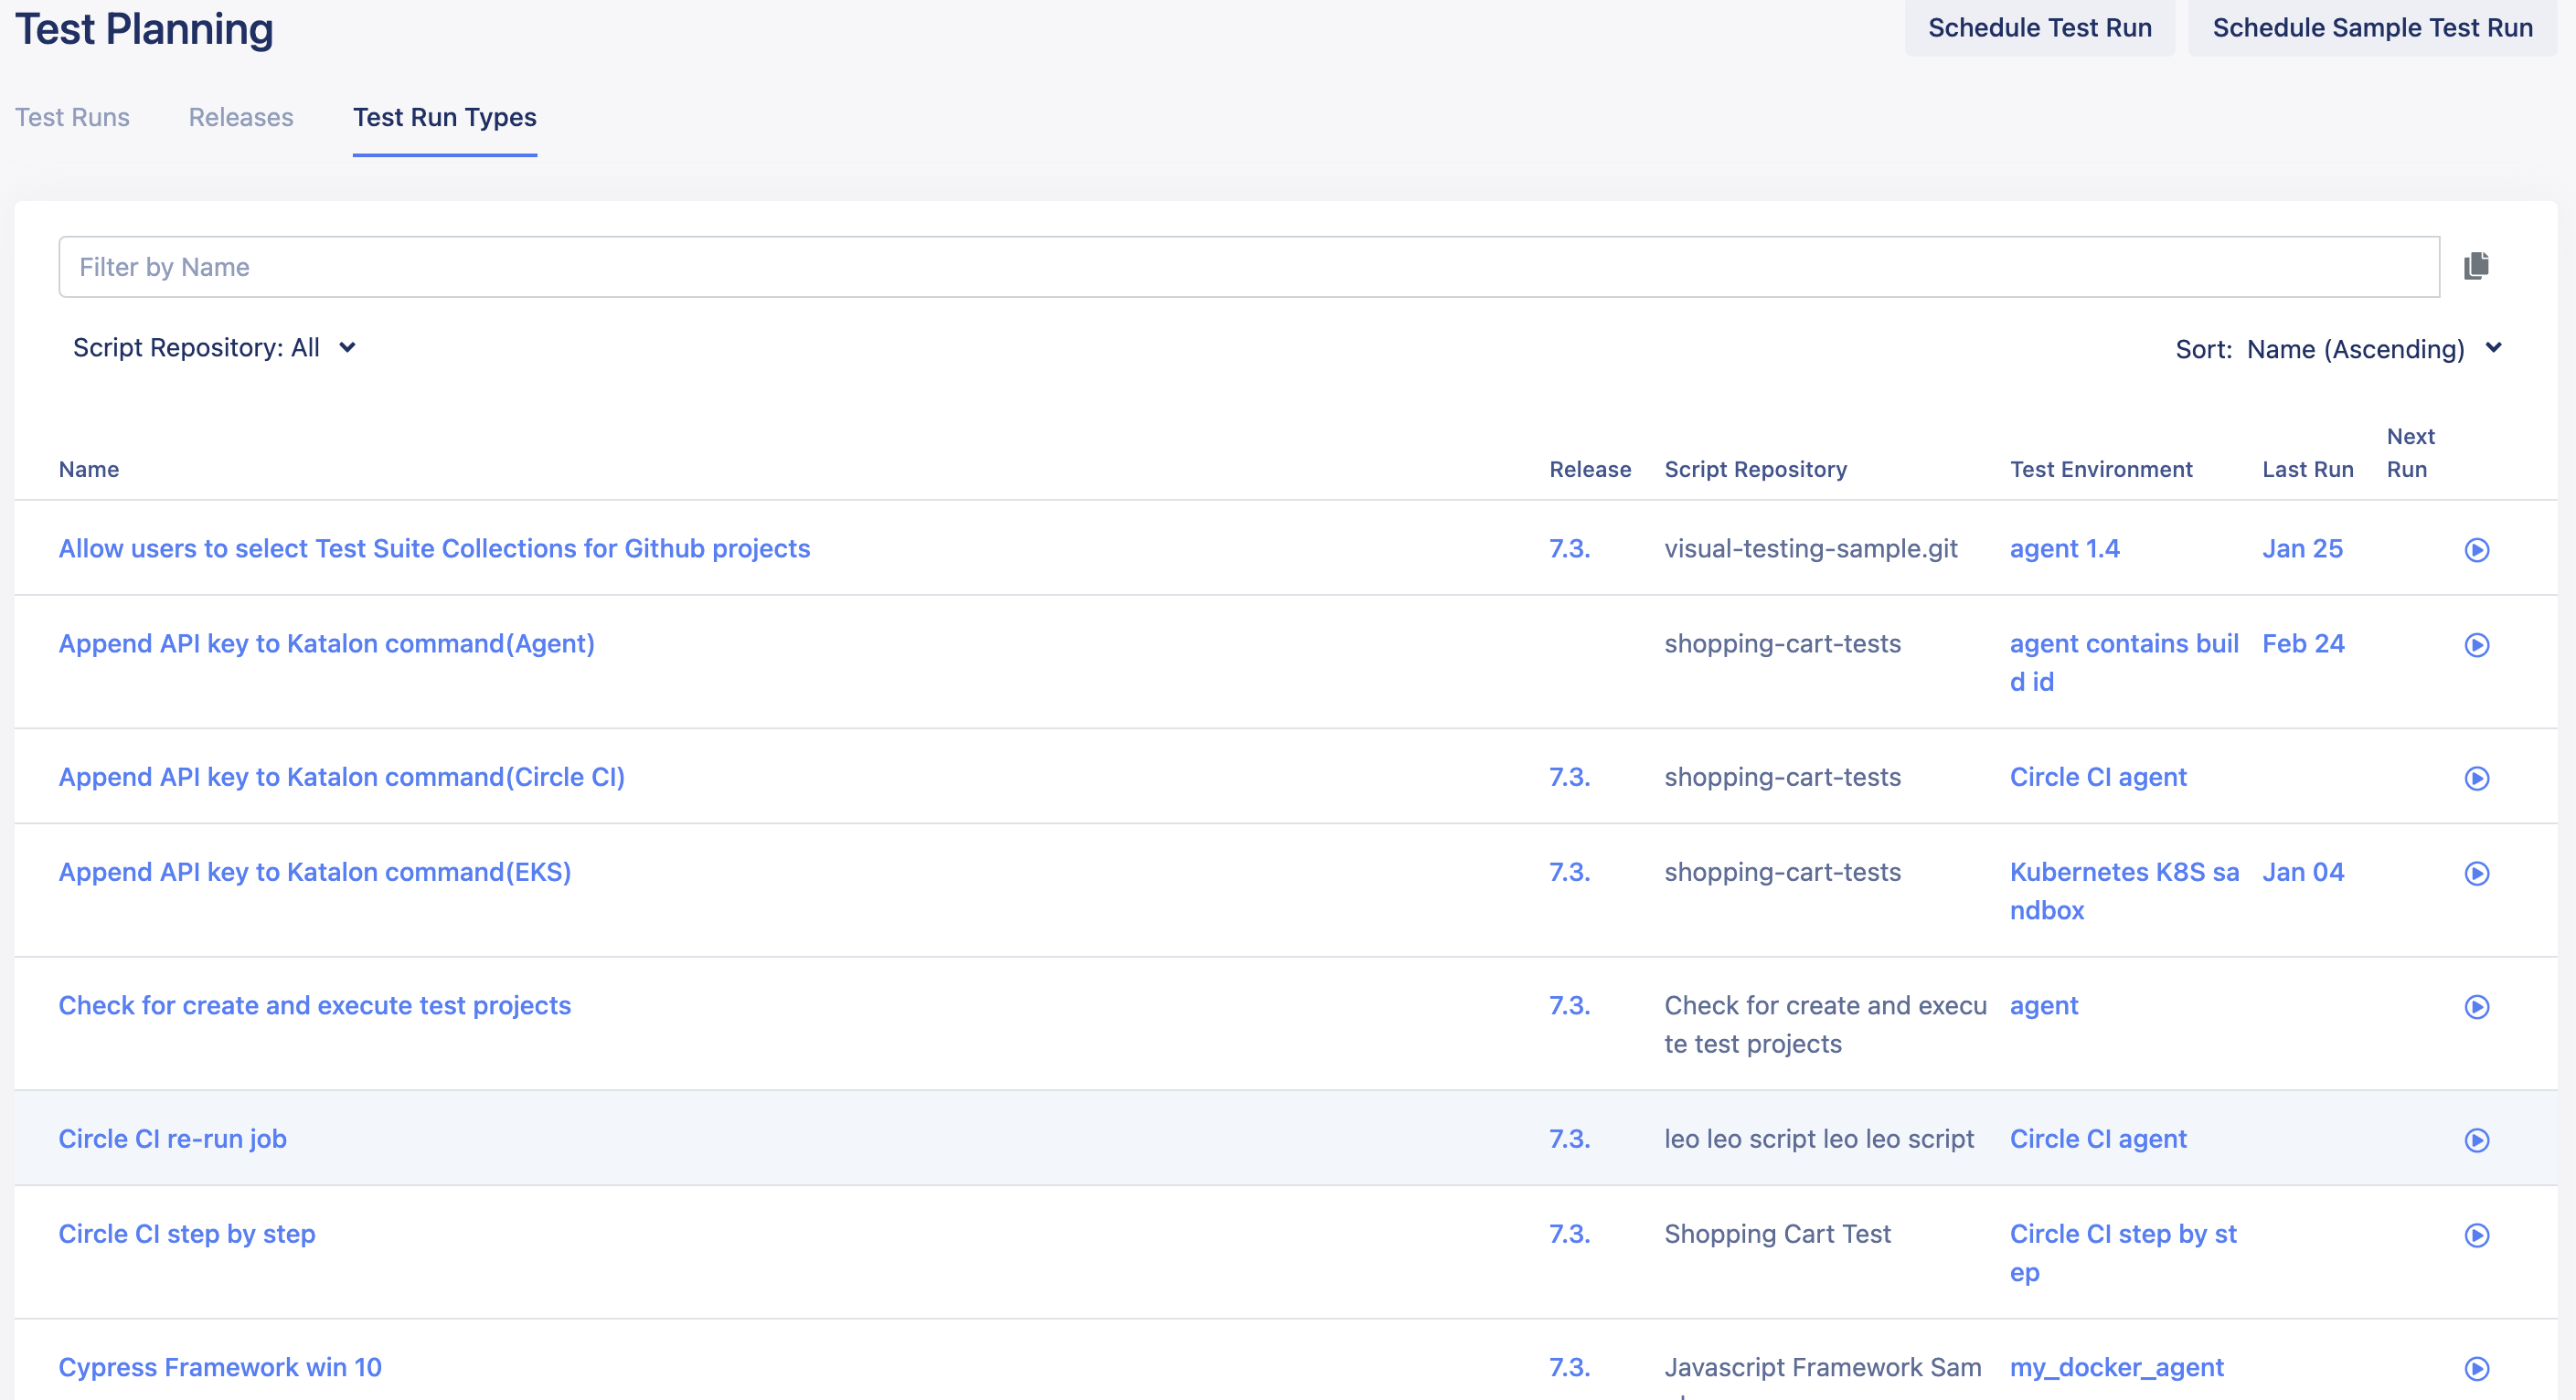 Test Planning
Schedule Test Run
Schedule Sample Test Run
Test Runs
Releases
Test Run Types
Filter by Name
Script Repository: All
Sort: Name (Ascending)
Name
Release
Script Repository
Test Environment
Last Run
Next
Run
Allow users to select Test Suite Collections for Github projects
7.3.
visual-testing-sample.git
agent 1.4
Jan 25
Append API key to Katalon command(Agent)
shopping-cart-tests
agent contains buil
d id
Feb 24
Append API key to Katalon command(Circle CI)
7.3.
shopping-cart-tests
Circle CI agent
Append API key to Katalon command(EKS)
7.3.
shopping-cart-tests
Kubernetes K8S sa
ndbox
Jan 04
Check for create and execute test projects
7.3.
Check for create and execu
te test projects
agent
Circle CI re-run job
7.3.
leo leo script leo leo script
Circle CI agent
Circle CI step by step
7.3.
Shopping Cart Test
Circle CI step by st
ep
Cypress Framework win 10
7.3.
Javascript Framework Sam
my_docker_agent